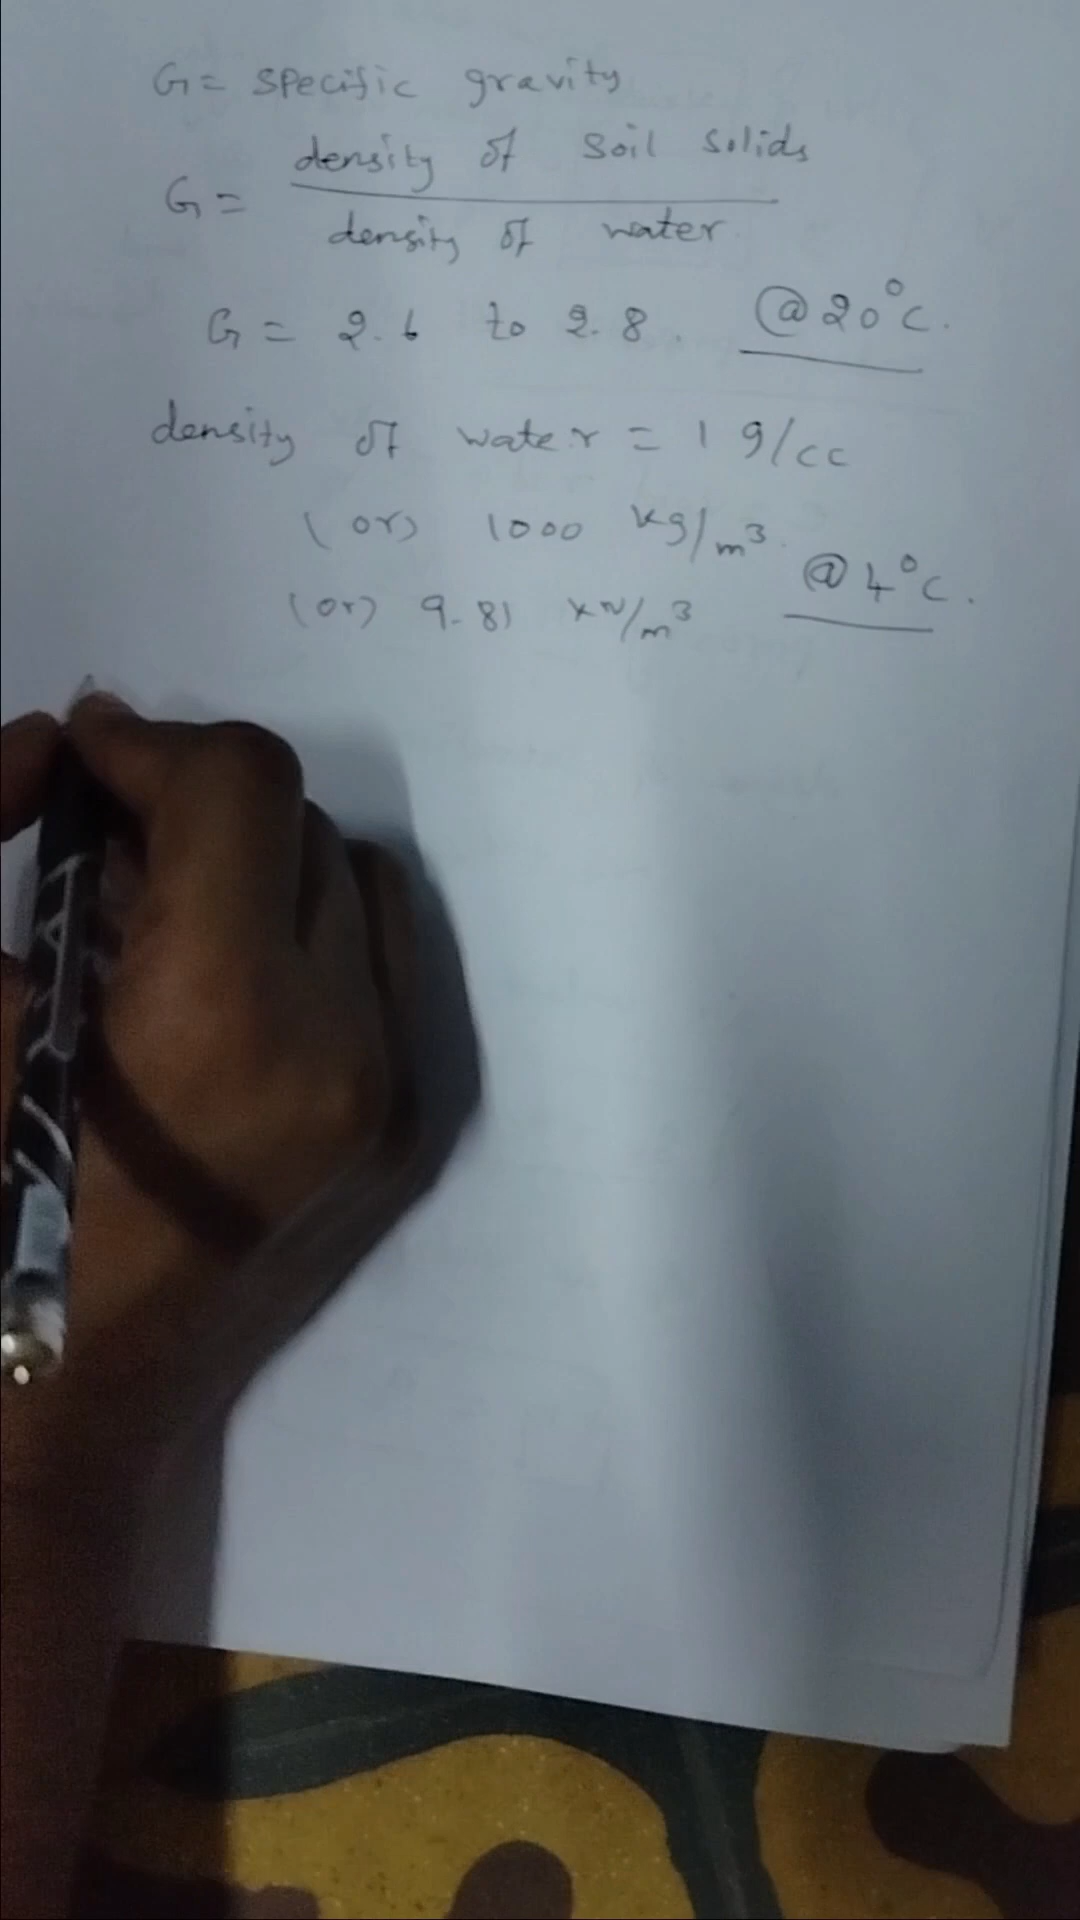 G = specific gravity
G = density of soil solids
density of water
G = 2.6 to 2.8. @20°C.
density of water = 1 g/cc
(or) 1000 kg/m³
@4°C.
(or) 9.81 kN/m³